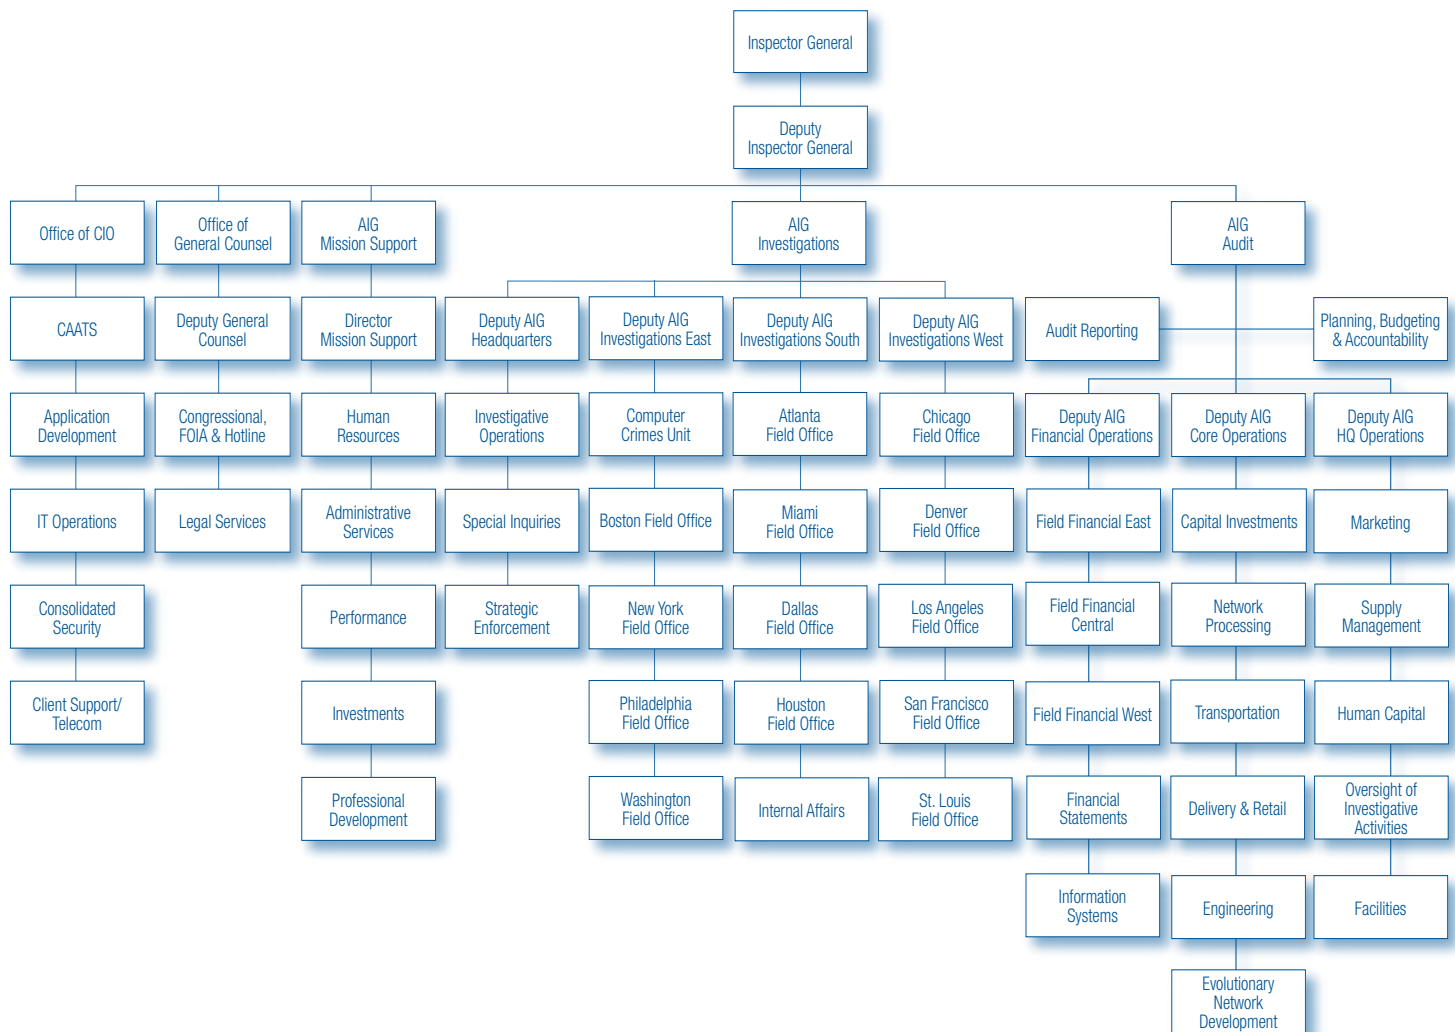 Inspector General
Deputy
Inspector General
Office of CIO
Office of
General Counsel
AIG
Mission Support
AIG
Investigations
AIG
Audit
CAATS
Deputy General
Counsel
Director
Mission Support
Deputy AIG
Headquarters
Deputy AIG
Investigations East
Deputy AIG
Investigations South
Deputy AIG
Investigations West
Audit Reporting
Planning, Budgeting
& Accountability
Application
Development
Congressional,
FOIA & Hotline
Human
Resources
Investigative
Operations
Computer
Crimes Unit
Atlanta
Field Office
Chicago
Field Office
Deputy AIG
Financial Operations
Deputy AIG
Core Operations
Deputy AIG
HQ Operations
IT Operations
Legal Services
Administrative
Services
Special Inquiries
Boston Field Office
Miami
Field Office
Denver
Field Office
Field Financial East
Capital Investments
Marketing
Consolidated
Security
Performance
Strategic
Enforcement
New York
Field Office
Dallas
Field Office
Los Angeles
Field Office
Field Financial
Central
Network
Processing
Supply
Management
Client Support/
Telecom
Investments
Philadelphia
Field Office
Houston
Field Office
San Francisco
Field Office
Field Financial West
Transportation
Human Capital
Professional
Development
Washington
Field Office
Internal Affairs
St. Louis
Field Office
Financial
Statements
Delivery & Retail
Oversight of
Investigative
Activities
Information
Systems
Engineering
Facilities
Evolutionary
Network
Development